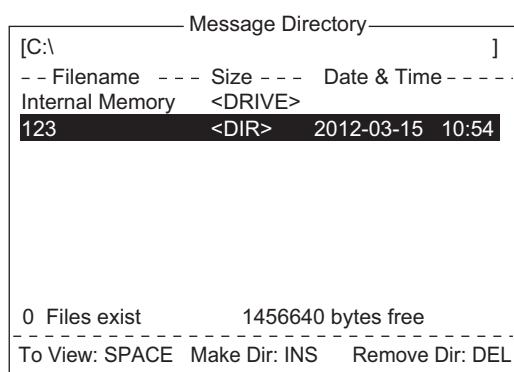 Message Directory
[C:\ ]
- - Filename - - - Size - - - Date & Time - - - - -
Internal Memory <DRIVE>
123 <DIR> 2012-03-15 10:54
0 Files exist 1456640 bytes free
To View: SPACE Make Dir: INS Remove Dir: DEL